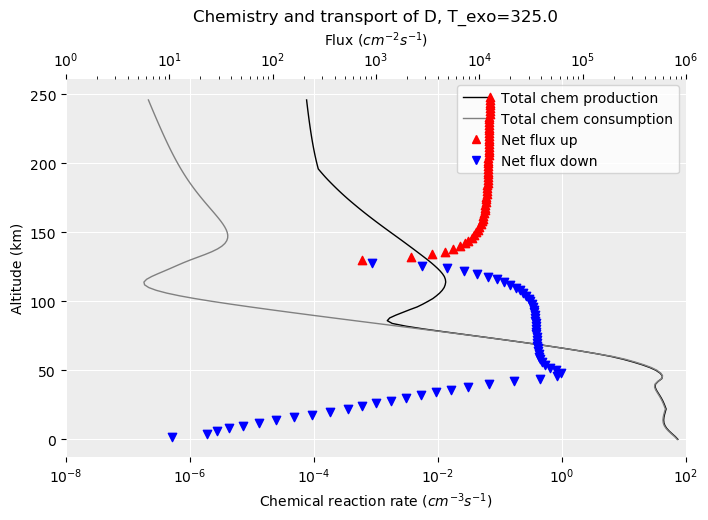 Chemistry and transport of D, T_exo=325.0
Flux (cm⁻²s⁻¹)
10⁰ 10¹ 10² 10³ 10⁴ 10⁵ 10⁶
250
200
150
100
50
0
Altitude (km)
Total chem production
Total chem consumption
Net flux up
Net flux down
10⁻⁸ 10⁻⁶ 10⁻⁴ 10⁻² 10⁰ 10²
Chemical reaction rate (cm⁻³s⁻¹)